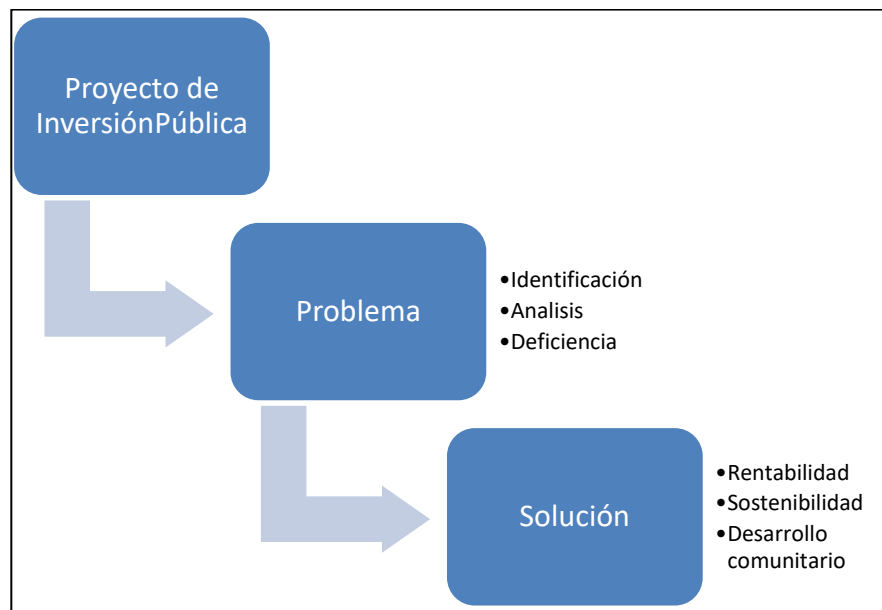 Proyecto de
InversiónPública
Problema
•Identificación
•Analisis
•Deficiencia
Solución
•Rentabilidad
•Sostenibilidad
•Desarrollo
comunitario